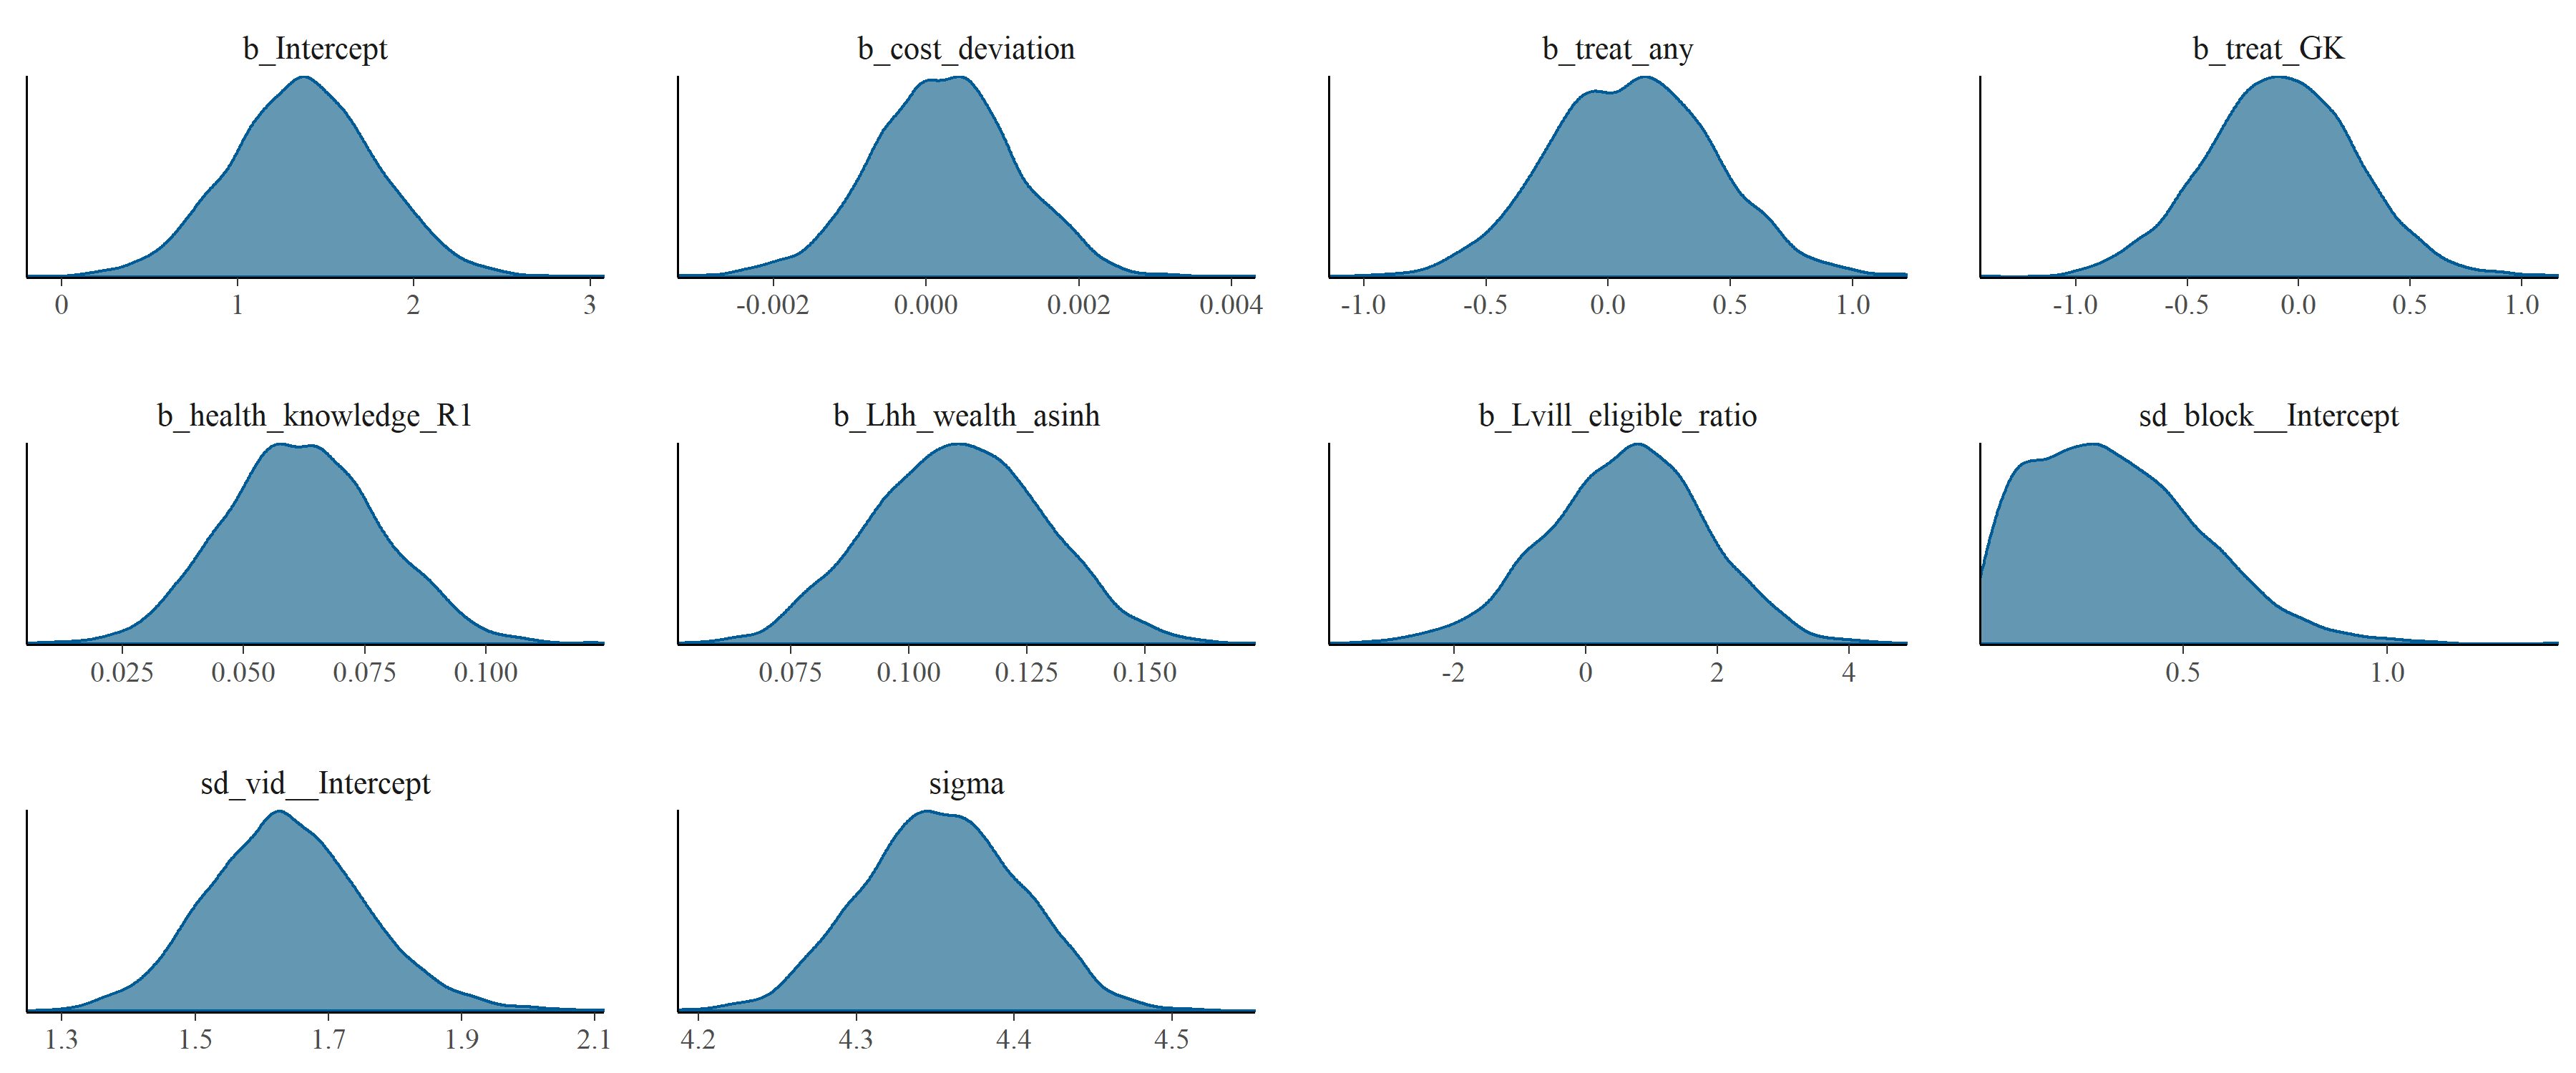 b_Intercept
b_cost_deviation
b_treat_any
b_treat_GK
0 1 2 3
-0.002 0.000 0.002 0.004
-1.0 -0.5 0.0 0.5 1.0
-1.0 -0.5 0.0 0.5 1.0
b_health_knowledge_R1
b_Lhh_wealth_asinh
b_Lvill_eligible_ratio
sd_block__Intercept
0.025 0.050 0.075 0.100
0.075 0.100 0.125 0.150
-2 0 2 4
0.5 1.0
sd_vid__Intercept
sigma
1.3 1.5 1.7 1.9 2.1
4.2 4.3 4.4 4.5